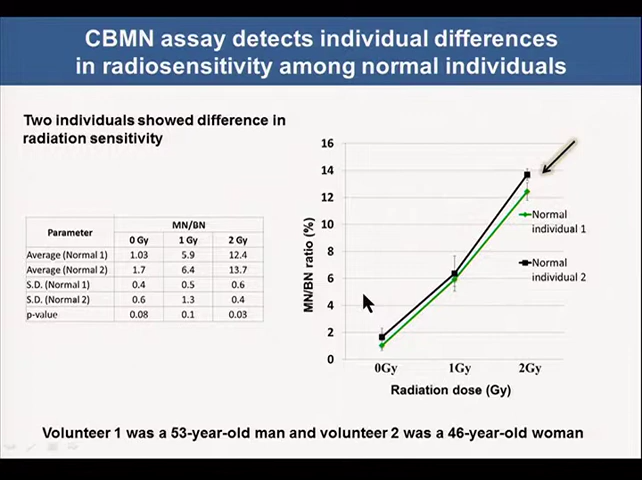 CBMN assay detects individual differences
in radiosensitivity among normal individuals
Two individuals showed difference in
radiation sensitivity
Parameter MN/BN
0 Gy 1 Gy 2 Gy
Average (Normal 1) 1.03 5.9 12.4
Average (Normal 2) 1.7 6.4 13.7
S.D. (Normal 1) 0.4 0.5 0.6
S.D. (Normal 2) 0.6 1.3 0.4
p-value 0.08 0.1 0.03
MN/BN ratio (%)
16
14
12
10
8
6
4
2
0
0Gy 1Gy 2Gy
Radiation dose (Gy)
Normal
individual 1
Normal
individual 2
Volunteer 1 was a 53-year-old man and volunteer 2 was a 46-year-old woman